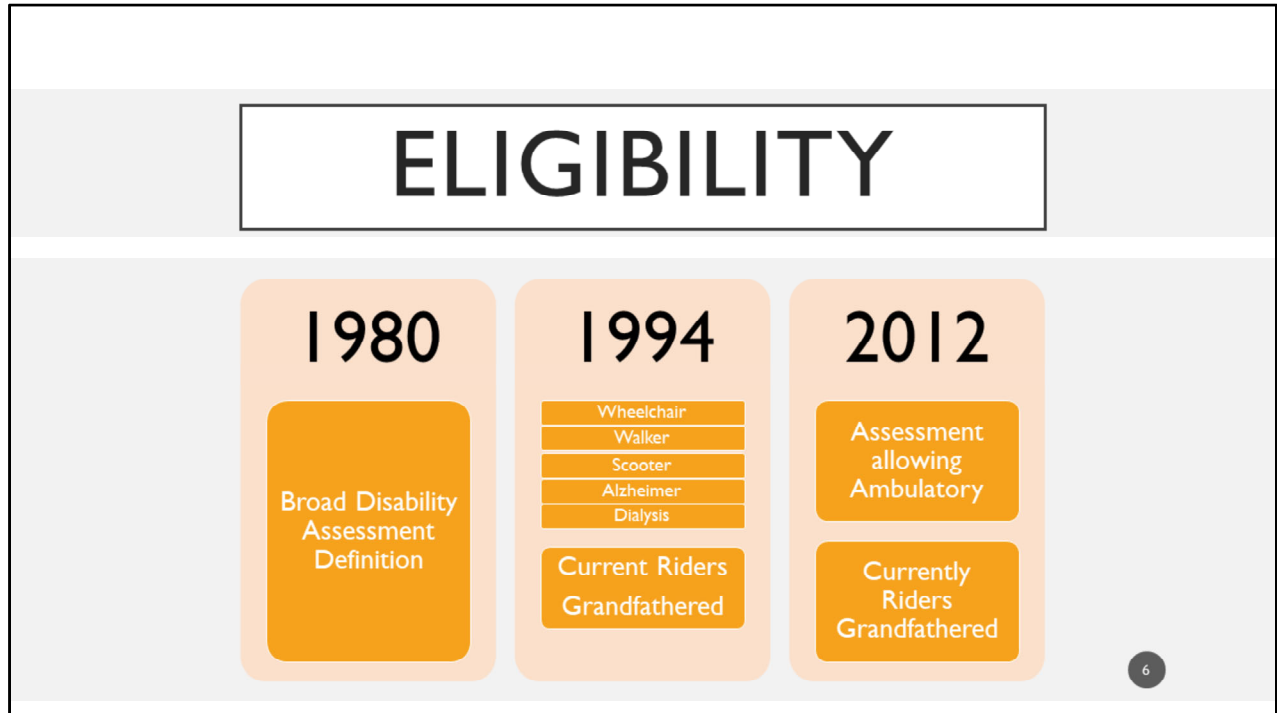 ELIGIBILITY
1980
Broad Disability
Assessment
Definition
1994
Wheelchair
Walker
Scooter
Alzheimer
Dialysis
Current Riders
Grandfathered
2012
Assessment
allowing
Ambulatory
Currently
Riders
Grandfathered
6